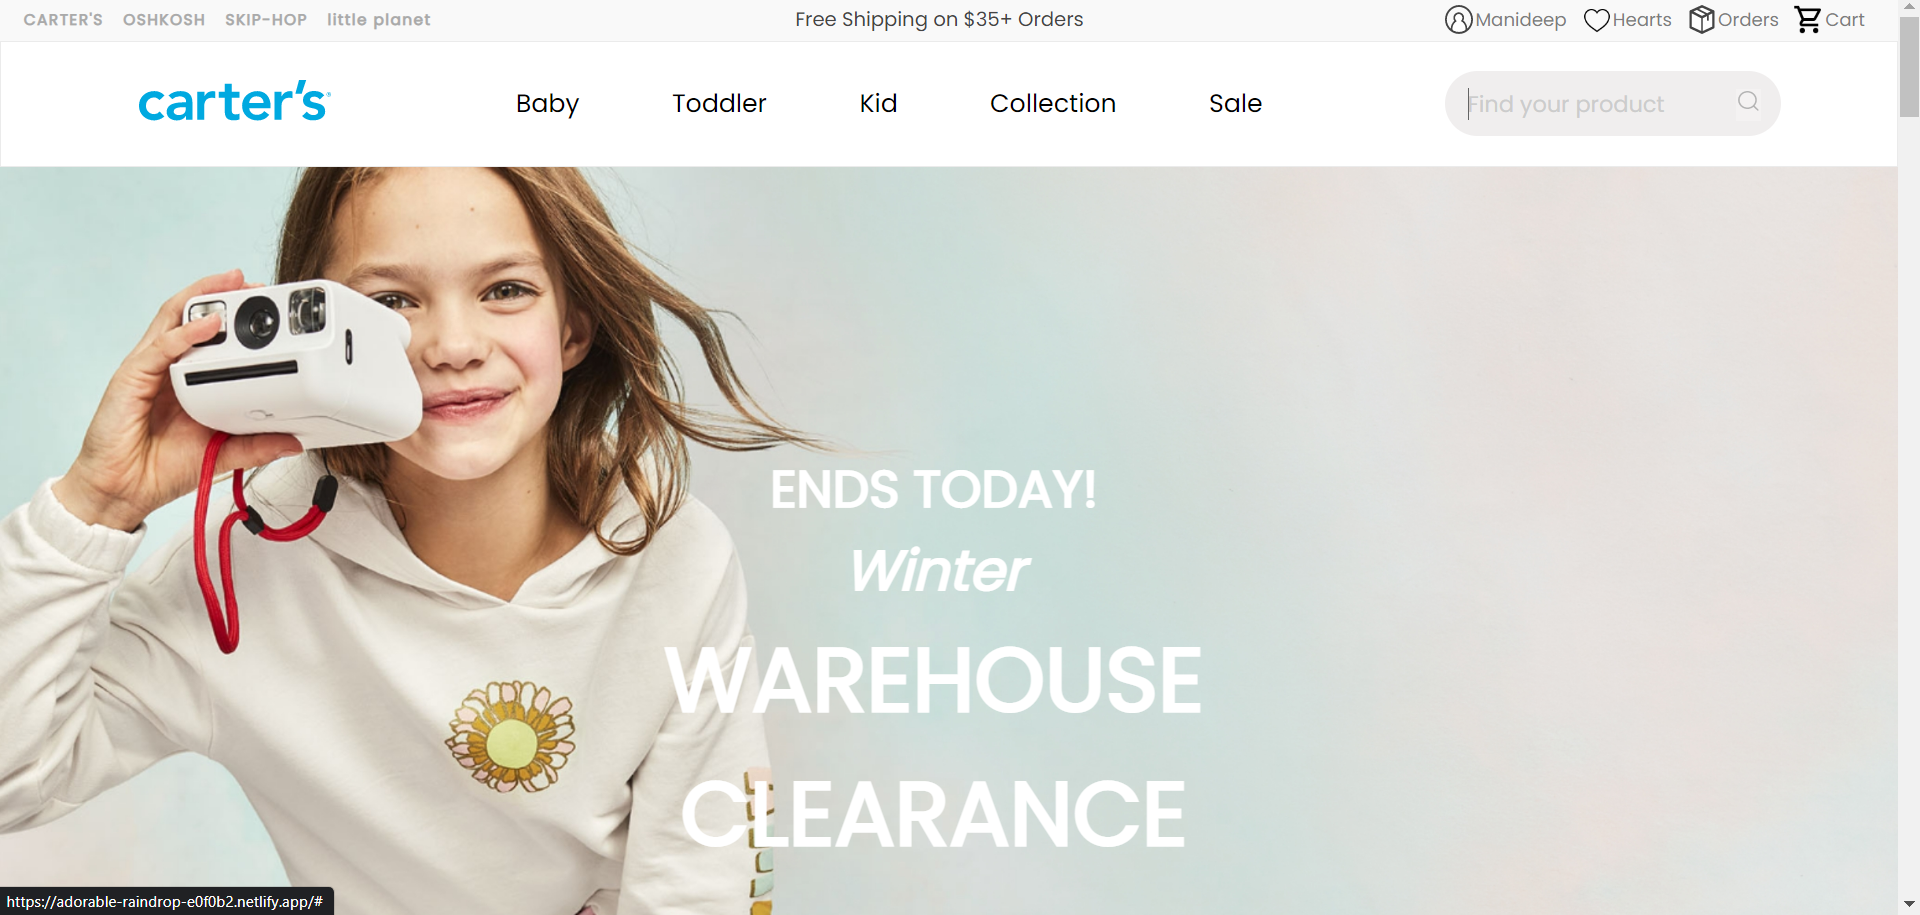 CARTER'S OSHKOSH SKIP-HOP little planet Free Shipping on $35+ Orders Manideep Hearts Orders Cart
carter's Baby Toddler Kid Collection Sale Find your product
ENDS TODAY!
Winter
WAREHOUSE
CLEARANCE
https://adorable-raindrop-e0f0b2.netlify.app/#